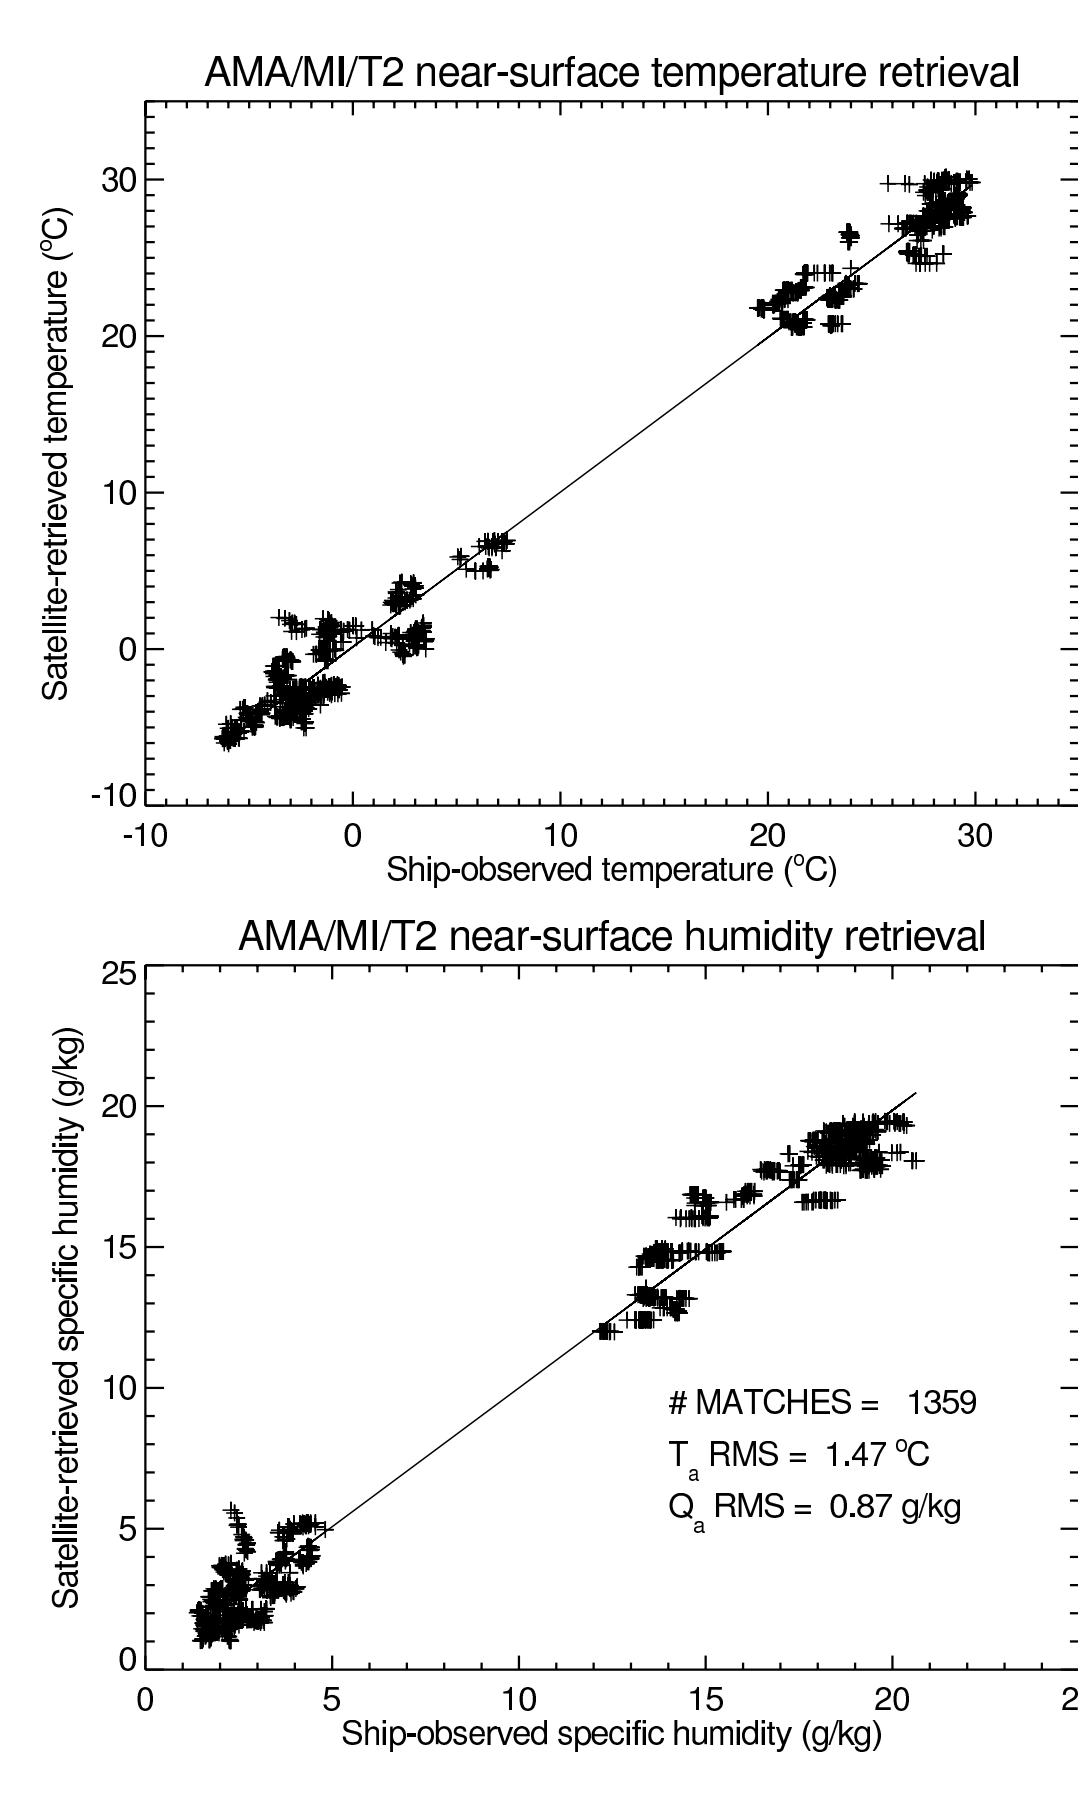 AMA/MI/T2 near-surface temperature retrieval
30
20
10
0
-10
Satellite-retrieved temperature (°C)
-10 0 10 20 30
Ship-observed temperature (°C)
AMA/MI/T2 near-surface humidity retrieval
25
20
15
10
5
0
Satellite-retrieved specific humidity (g/kg)
# MATCHES = 1359
Ta RMS = 1.47 °C
Qa RMS = 0.87 g/kg
0 5 10 15 20 2
Ship-observed specific humidity (g/kg)